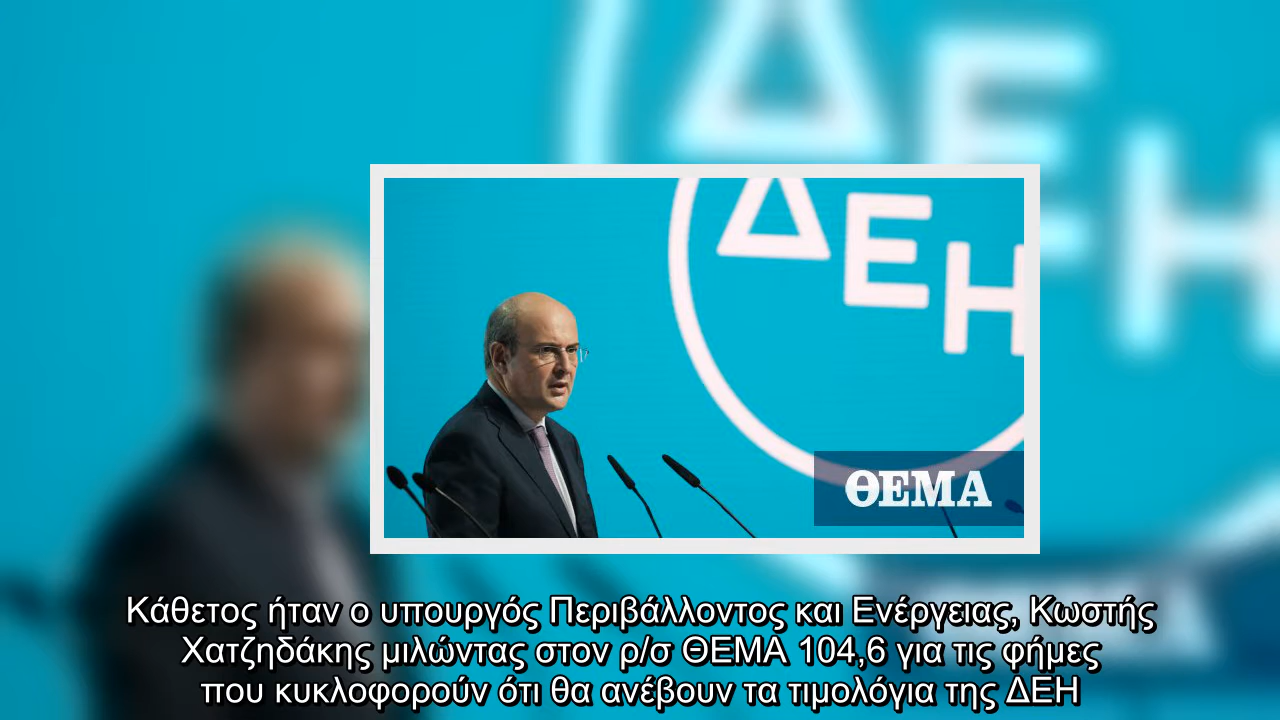 ΔΕΗ
ΘΕΜΑ
Κάθετος ήταν ο υπουργός Περιβάλλοντος και Ενέργειας, Κωστής
Χατζηδάκης μιλώντας στον ρ/σ ΘΕΜΑ 104,6 για τις φήμες
που κυκλοφορούν ότι θα ανέβουν τα τιμολόγια της ΔΕΗ